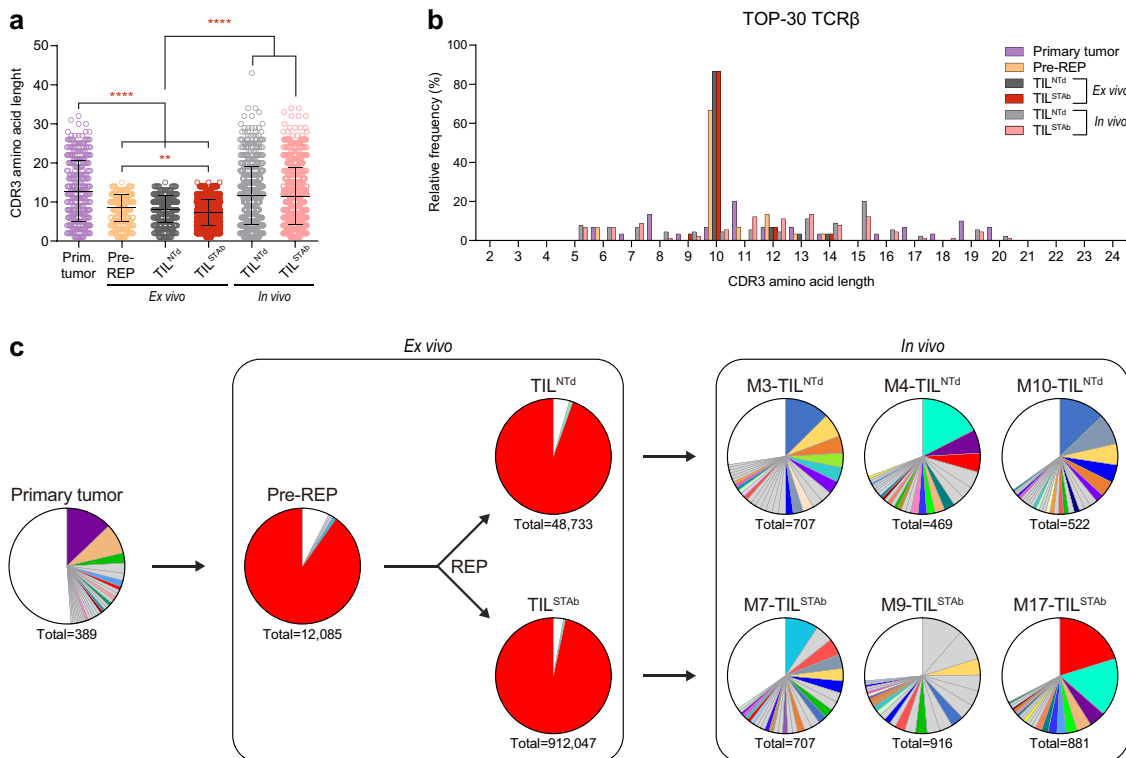 a
****
****
**
CDR3 amino acid lenght
50
40
30
20
10
0
Prim. tumor
Pre-REP
TIL^NTd
TIL^STAb
TIL^NTd
TIL^STAb
Ex vivo
In vivo
b
TOP-30 TCRβ
Relative frequency (%)
100
80
60
40
20
0
2 3 4 5 6 7 8 9 10 11 12 13 14 15 16 17 18 19 20 21 22 23 24
CDR3 amino acid length
Primary tumor
Pre-REP
TIL^NTd
TIL^STAb
Ex vivo
TIL^NTd
TIL^STAb
In vivo
c
Ex vivo
In vivo
Primary tumor
Total=389
Pre-REP
Total=12,085
REP
TIL^NTd
Total=48,733
TIL^STAb
Total=912,047
M3-TIL^NTd
Total=707
M4-TIL^NTd
Total=469
M10-TIL^NTd
Total=522
M7-TIL^STAb
Total=707
M9-TIL^STAb
Total=916
M17-TIL^STAb
Total=881